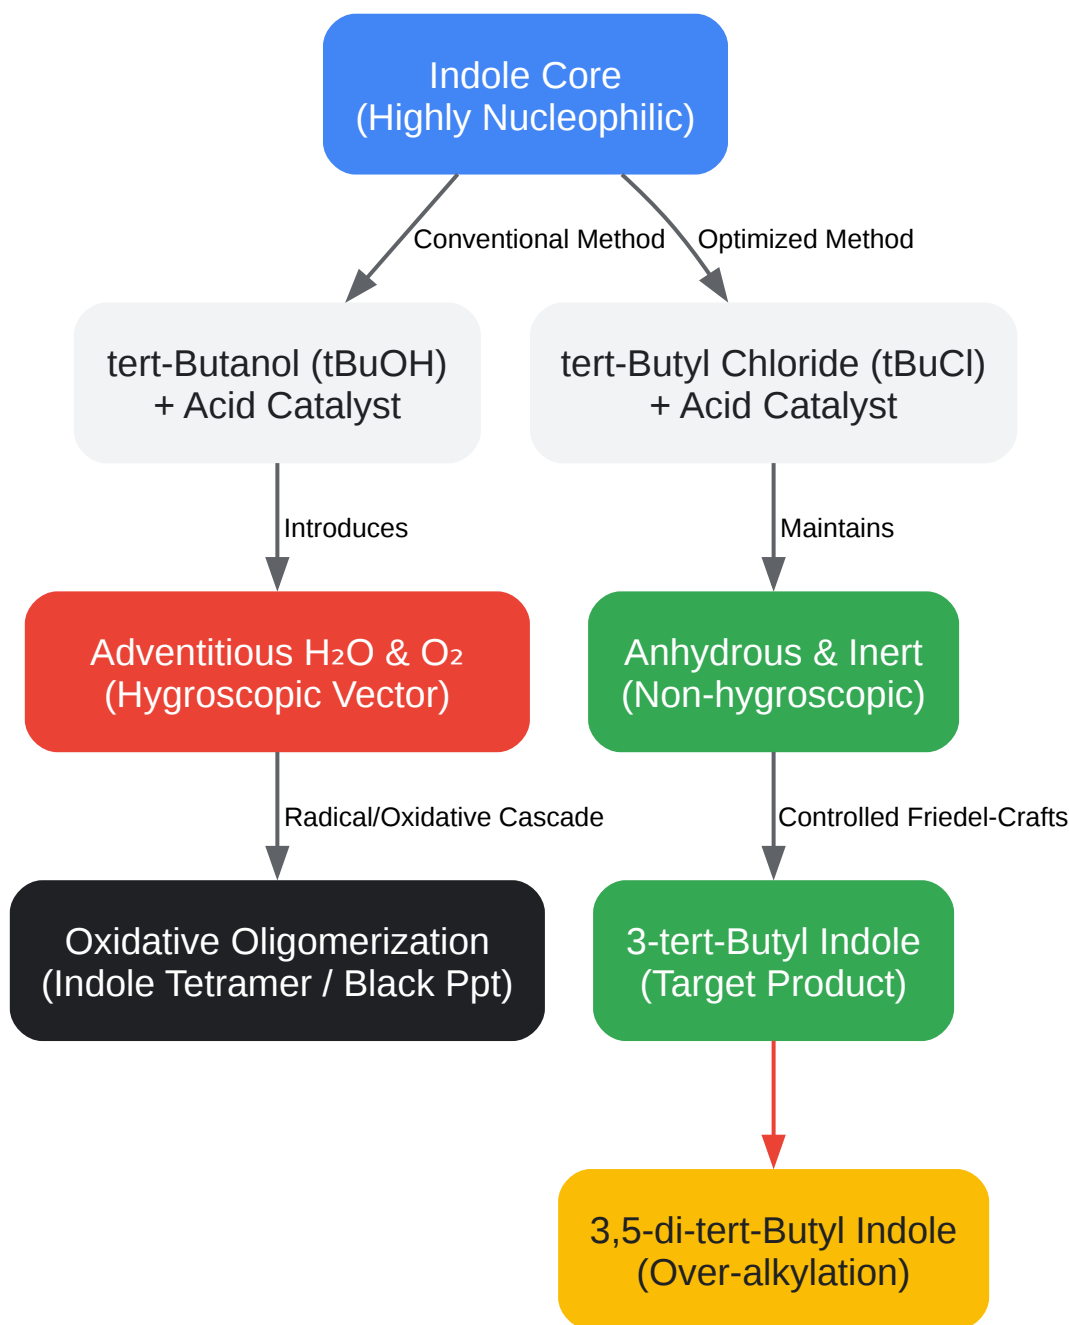 Indole Core
(Highly Nucleophilic)
Conventional Method
Optimized Method
tert-Butanol (tBuOH)
+ Acid Catalyst
tert-Butyl Chloride (tBuCl)
+ Acid Catalyst
Introduces
Maintains
Adventitious H₂O & O₂
(Hygroscopic Vector)
Anhydrous & Inert
(Non-hygroscopic)
Radical/Oxidative Cascade
Controlled Friedel-Crafts
Oxidative Oligomerization
(Indole Tetramer / Black Ppt)
3-tert-Butyl Indole
(Target Product)
3,5-di-tert-Butyl Indole
(Over-alkylation)